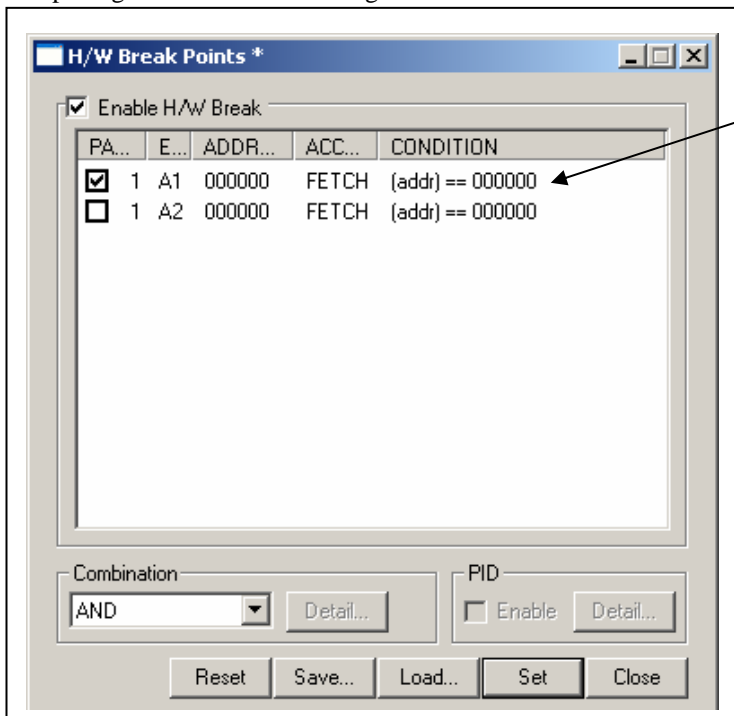 H/W Break Points *
Enable H/W Break
PA... E... ADDR... ACC... CONDITION
1 A1 000000 FETCH (addr) == 000000
1 A2 000000 FETCH (addr) == 000000
Combination
AND Detail...
PID
Enable Detail...
Reset Save... Load... Set Close